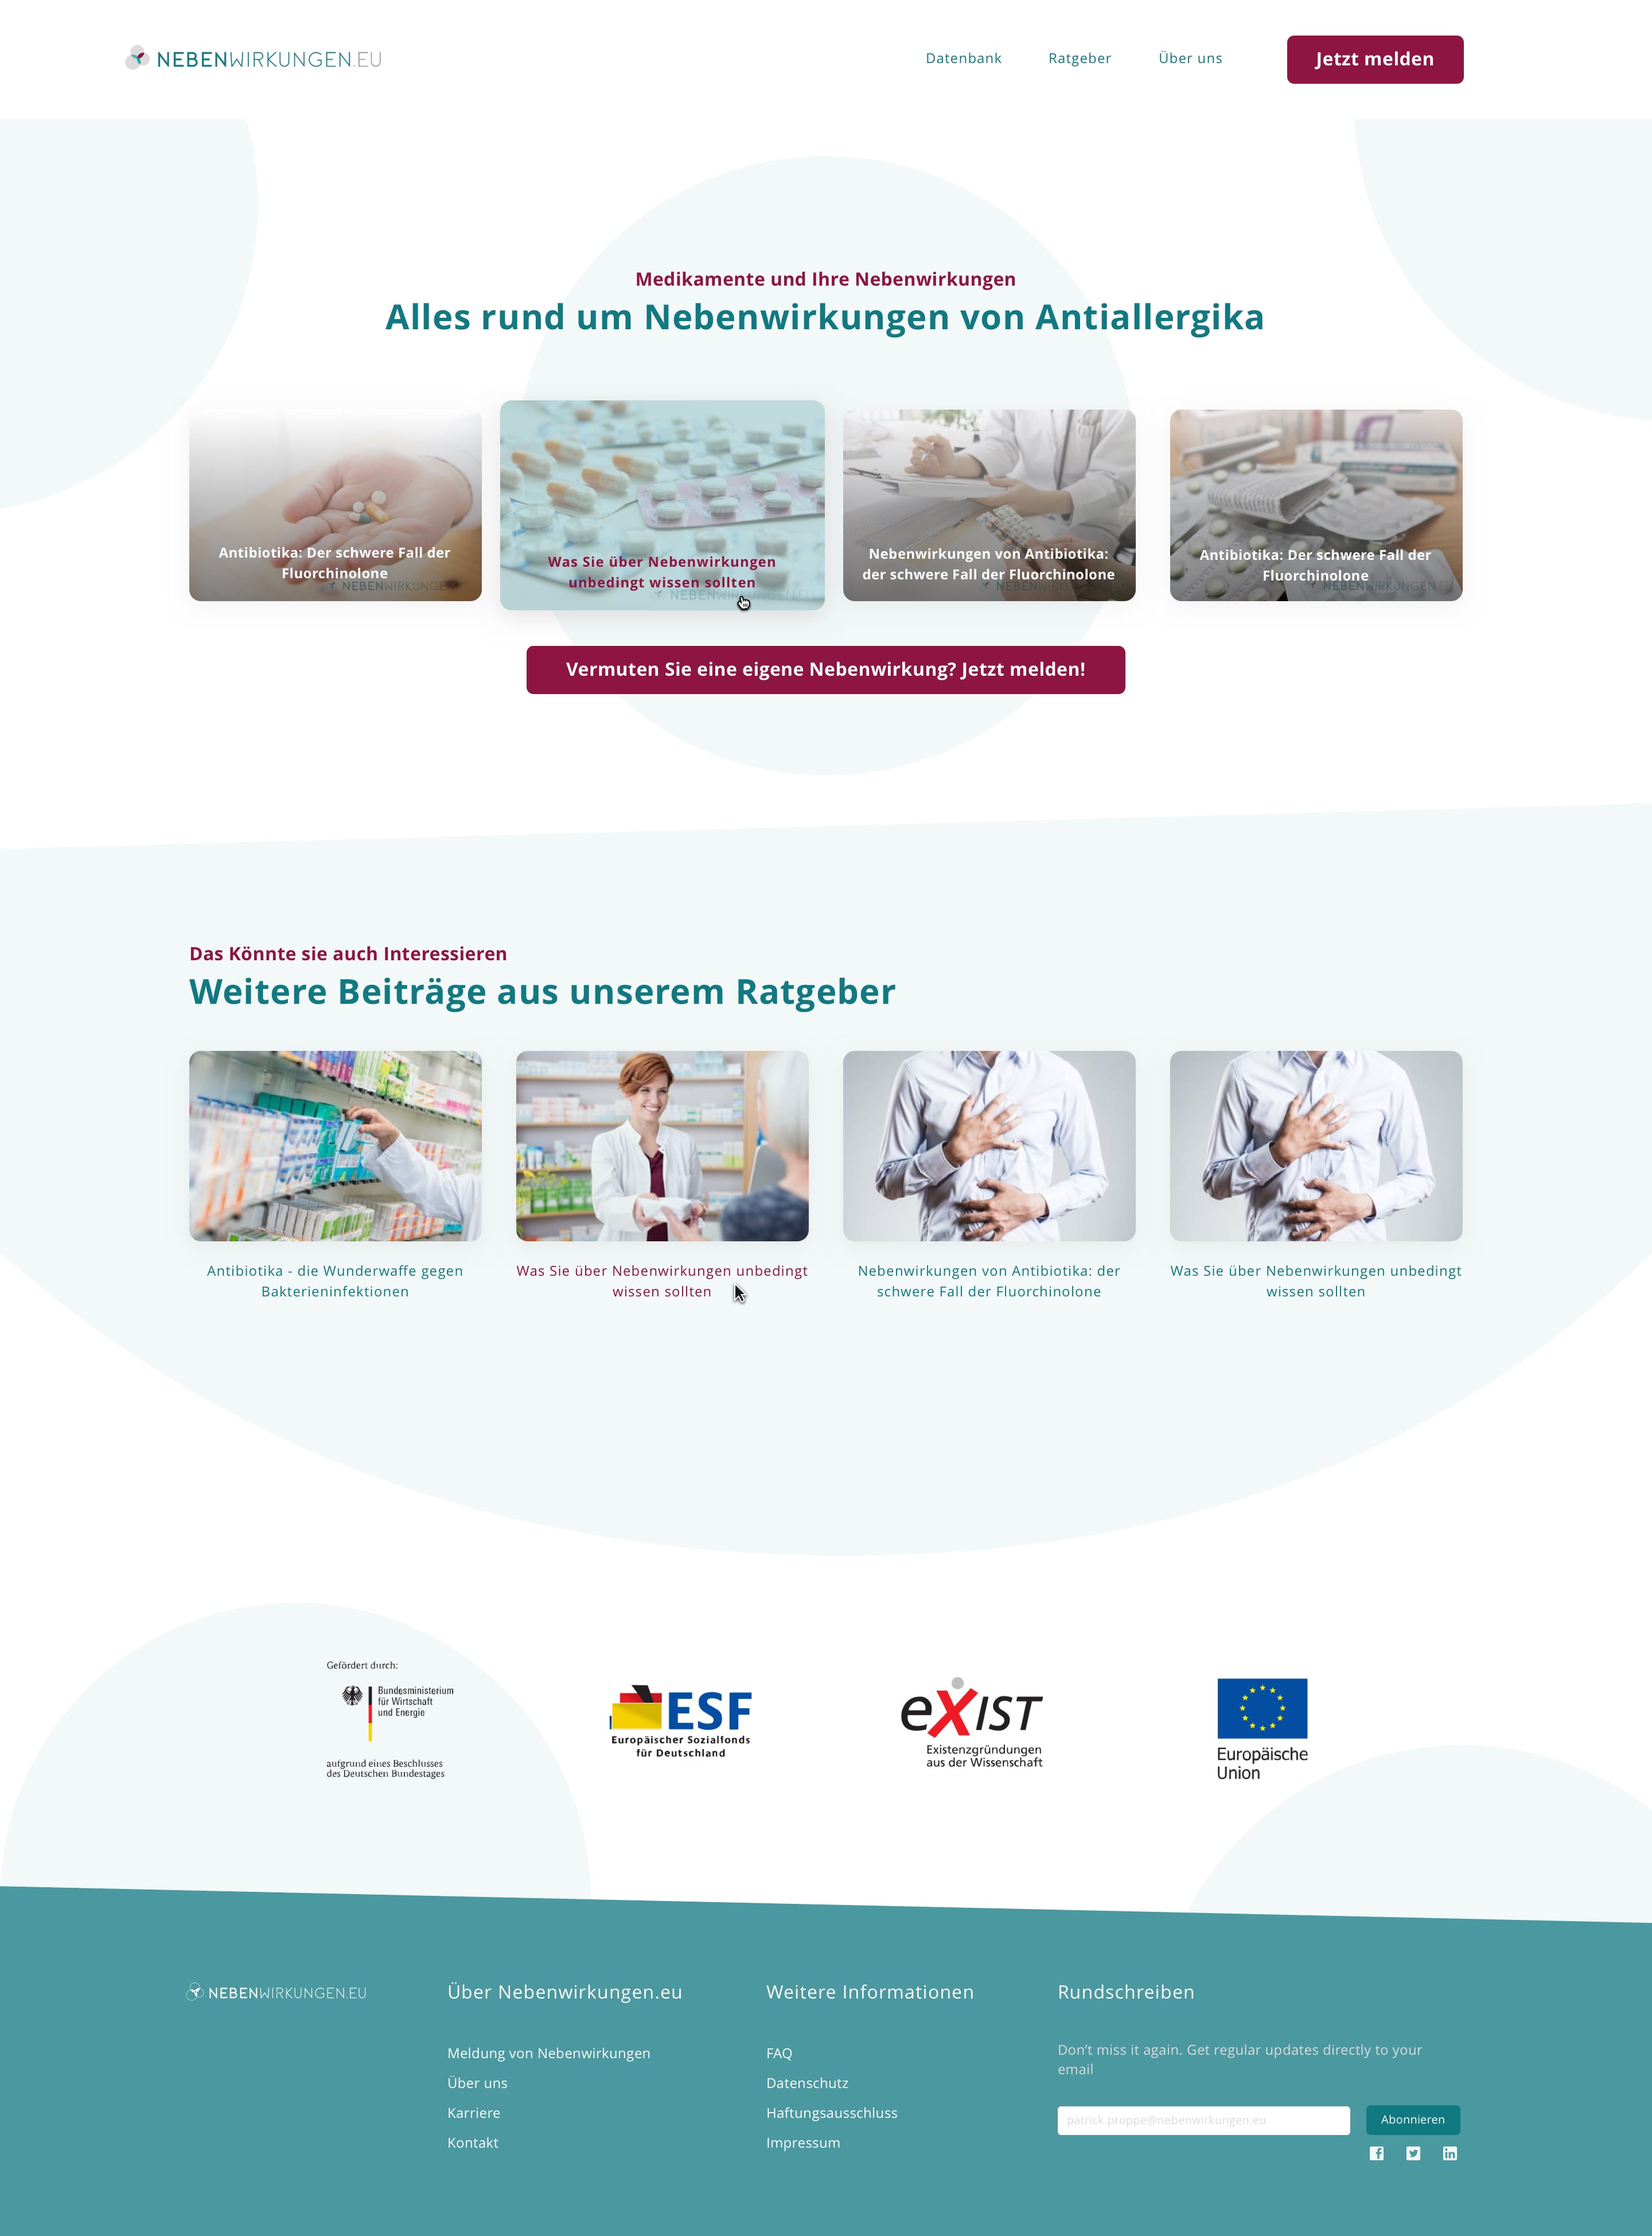 NEBENWIRKUNGEN.EU
Datenbank
Ratgeber
Über uns
Jetzt melden
Medikamente und Ihre Nebenwirkungen
Alles rund um Nebenwirkungen von Antiallergika
Antibiotika: Der schwere Fall der
Fluorchinolone
NEBENWIRKUNGE
Was Sie über Nebenwirkungen
unbedingt wissen sollten
NEBENWIRKUNGEN.EU
Nebenwirkungen von Antibiotika:
der schwere Fall der Fluorchinolone
Antibiotika: Der schwere Fall der
Fluorchinolone
NEBENWIRKUNGEN
Vermuten Sie eine eigene Nebenwirkung? Jetzt melden!
Das Könnte sie auch Interessieren
Weitere Beiträge aus unserem Ratgeber
Antibiotika - die Wunderwaffe gegen
Bakterieninfektionen
Was Sie über Nebenwirkungen unbedingt
wissen sollten
Nebenwirkungen von Antibiotika: der
schwere Fall der Fluorchinolone
Was Sie über Nebenwirkungen unbedingt
wissen sollten
Gefördert durch:
Bundesministerium
für Wirtschaft
und Energie
aufgrund eines Beschlusses
des Deutschen Bundestages
ESF
Europäischer Sozialfonds
für Deutschland
eXIST
Existenzgründungen
aus der Wissenschaft
Europäische
Union
NEBENWIRKUNGEN.EU
Über Nebenwirkungen.eu
Meldung von Nebenwirkungen
Über uns
Karriere
Kontakt
Weitere Informationen
FAQ
Datenschutz
Haftungsausschluss
Impressum
Rundschreiben
Don't miss it again. Get regular updates directly to your
email
patrick.proppe@nebenwirkungen.eu
Abonnieren